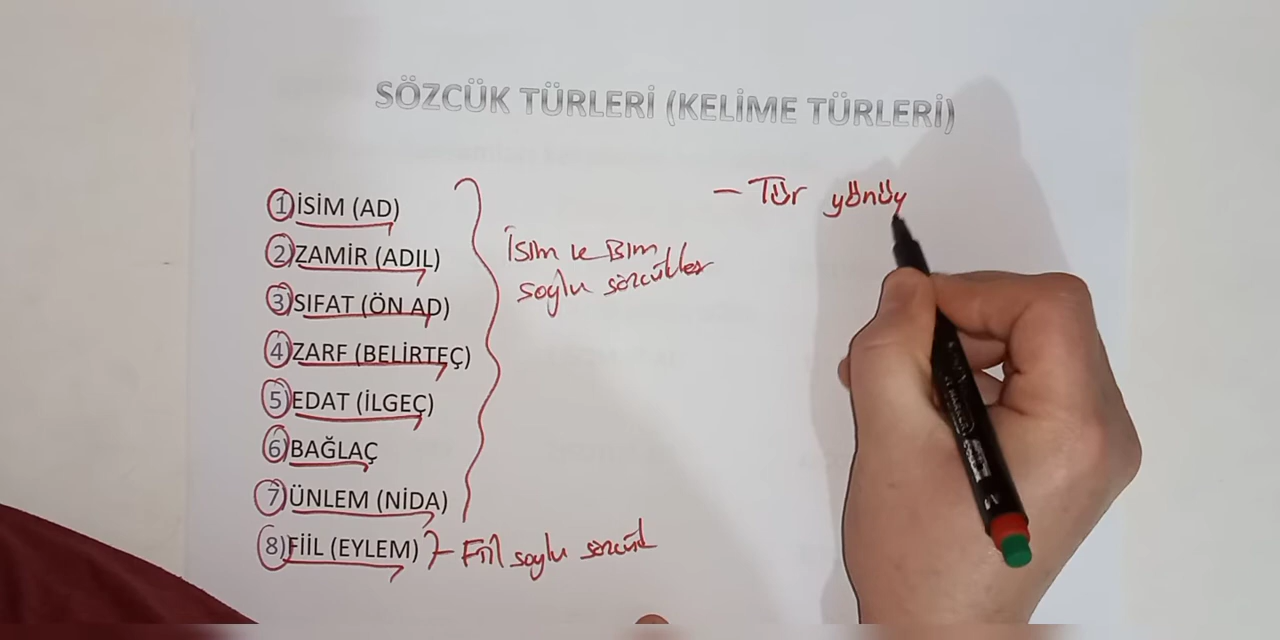 SÖZCÜK TÜRLERİ (KELİME TÜRLERİ)
1)İSİM (AD)
2)ZAMİR (ADIL)
3)SIFAT (ÖN AD)
4)ZARF (BELİRTEÇ)
5)EDAT (İLGEÇ)
6)BAĞLAÇ
7)ÜNLEM (NİDA)
8)FİİL (EYLEM)
İsim ve
soylu sözcükler
Fiil soylu sözcük
- Tür yönüy